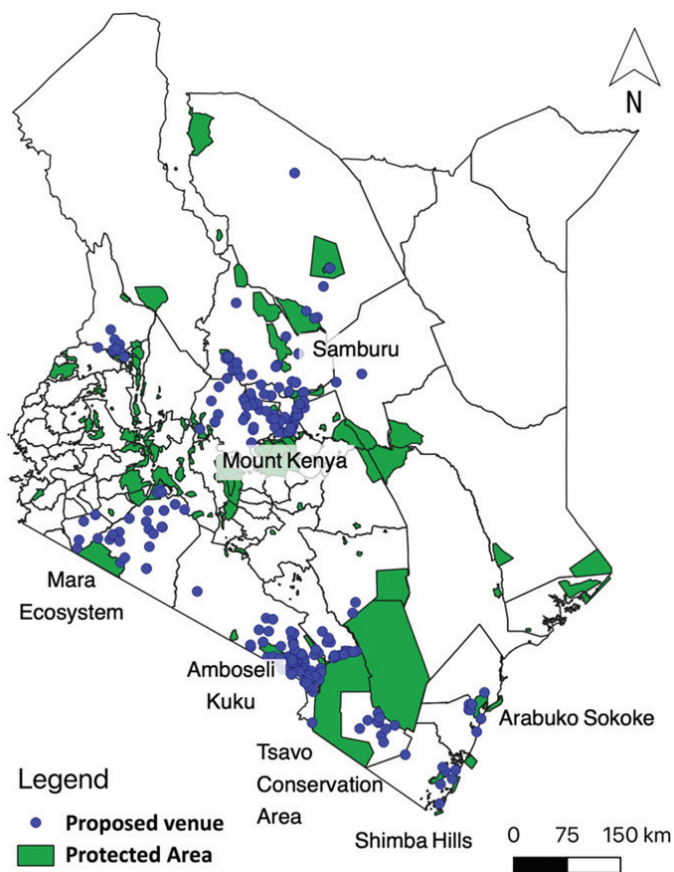 N
Samburu
Mount Kenya
Mara
Ecosystem
Amboseli
Kuku
Arabuko Sokoke
Tsavo
Conservation
Area
Shimba Hills
Legend
Proposed venue
Protected Area
0 75 150 km